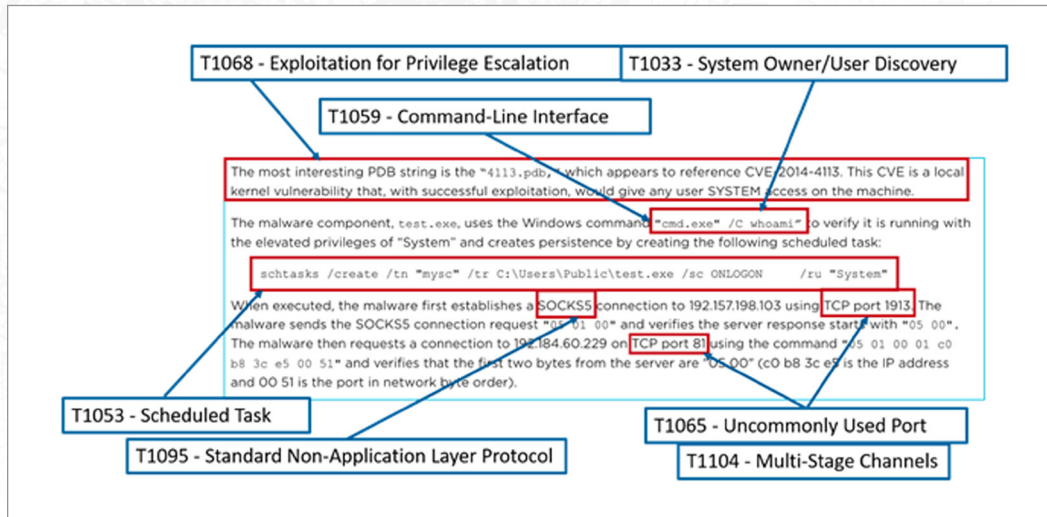 T1068 - Exploitation for Privilege Escalation
T1033 - System Owner/User Discovery
T1059 - Command-Line Interface
The most interesting PDB string is the "4113.pdb," which appears to reference CVE-2014-4113. This CVE is a local
kernel vulnerability that, with successful exploitation, would give any user SYSTEM access on the machine.
The malware component, test.exe, uses the Windows command "cmd.exe" /C whoami" to verify it is running with
the elevated privileges of "System" and creates persistence by creating the following scheduled task:
schtasks /create /tn "mysc" /tr C:\Users\Public\test.exe /sc ONLOGON /ru "System"
When executed, the malware first establishes a SOCKS5 connection to 192.157.198.103 using TCP port 1913. The
malware sends the SOCKS5 connection request "05 01 00" and verifies the server response starts with "05 00".
The malware then requests a connection to 192.184.60.229 on TCP port 81 using the command "05 01 00 01 c0
b8 3c e5 00 51" and verifies that the first two bytes from the server are "05 00" (c0 b8 3c e5 is the IP address
and 00 51 is the port in network byte order).
T1053 - Scheduled Task
T1065 - Uncommonly Used Port
T1095 - Standard Non-Application Layer Protocol
T1104 - Multi-Stage Channels